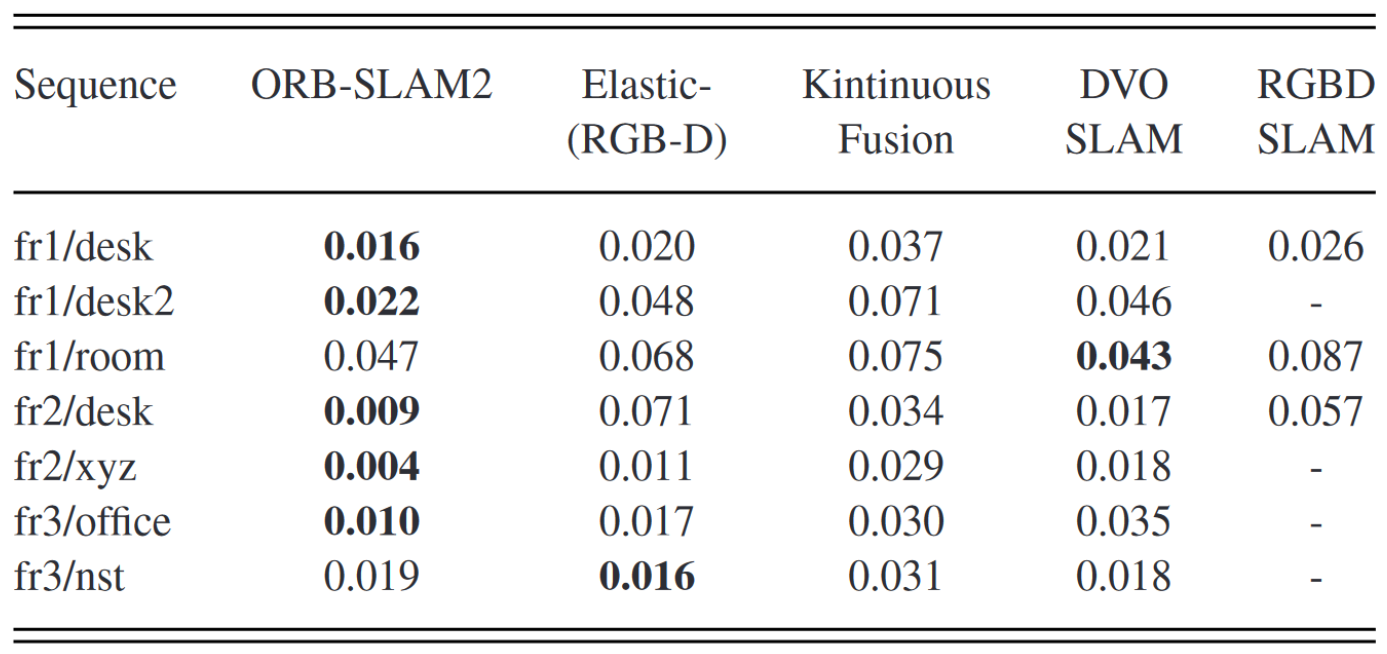 Sequence ORB-SLAM2 Elastic- Kintinuous DVO RGBD
(RGB-D) Fusion SLAM SLAM
fr1/desk 0.016 0.020 0.037 0.021 0.026
fr1/desk2 0.022 0.048 0.071 0.046 -
fr1/room 0.047 0.068 0.075 0.043 0.087
fr2/desk 0.009 0.071 0.034 0.017 0.057
fr2/xyz 0.004 0.011 0.029 0.018 -
fr3/office 0.010 0.017 0.030 0.035 -
fr3/nst 0.019 0.016 0.031 0.018 -